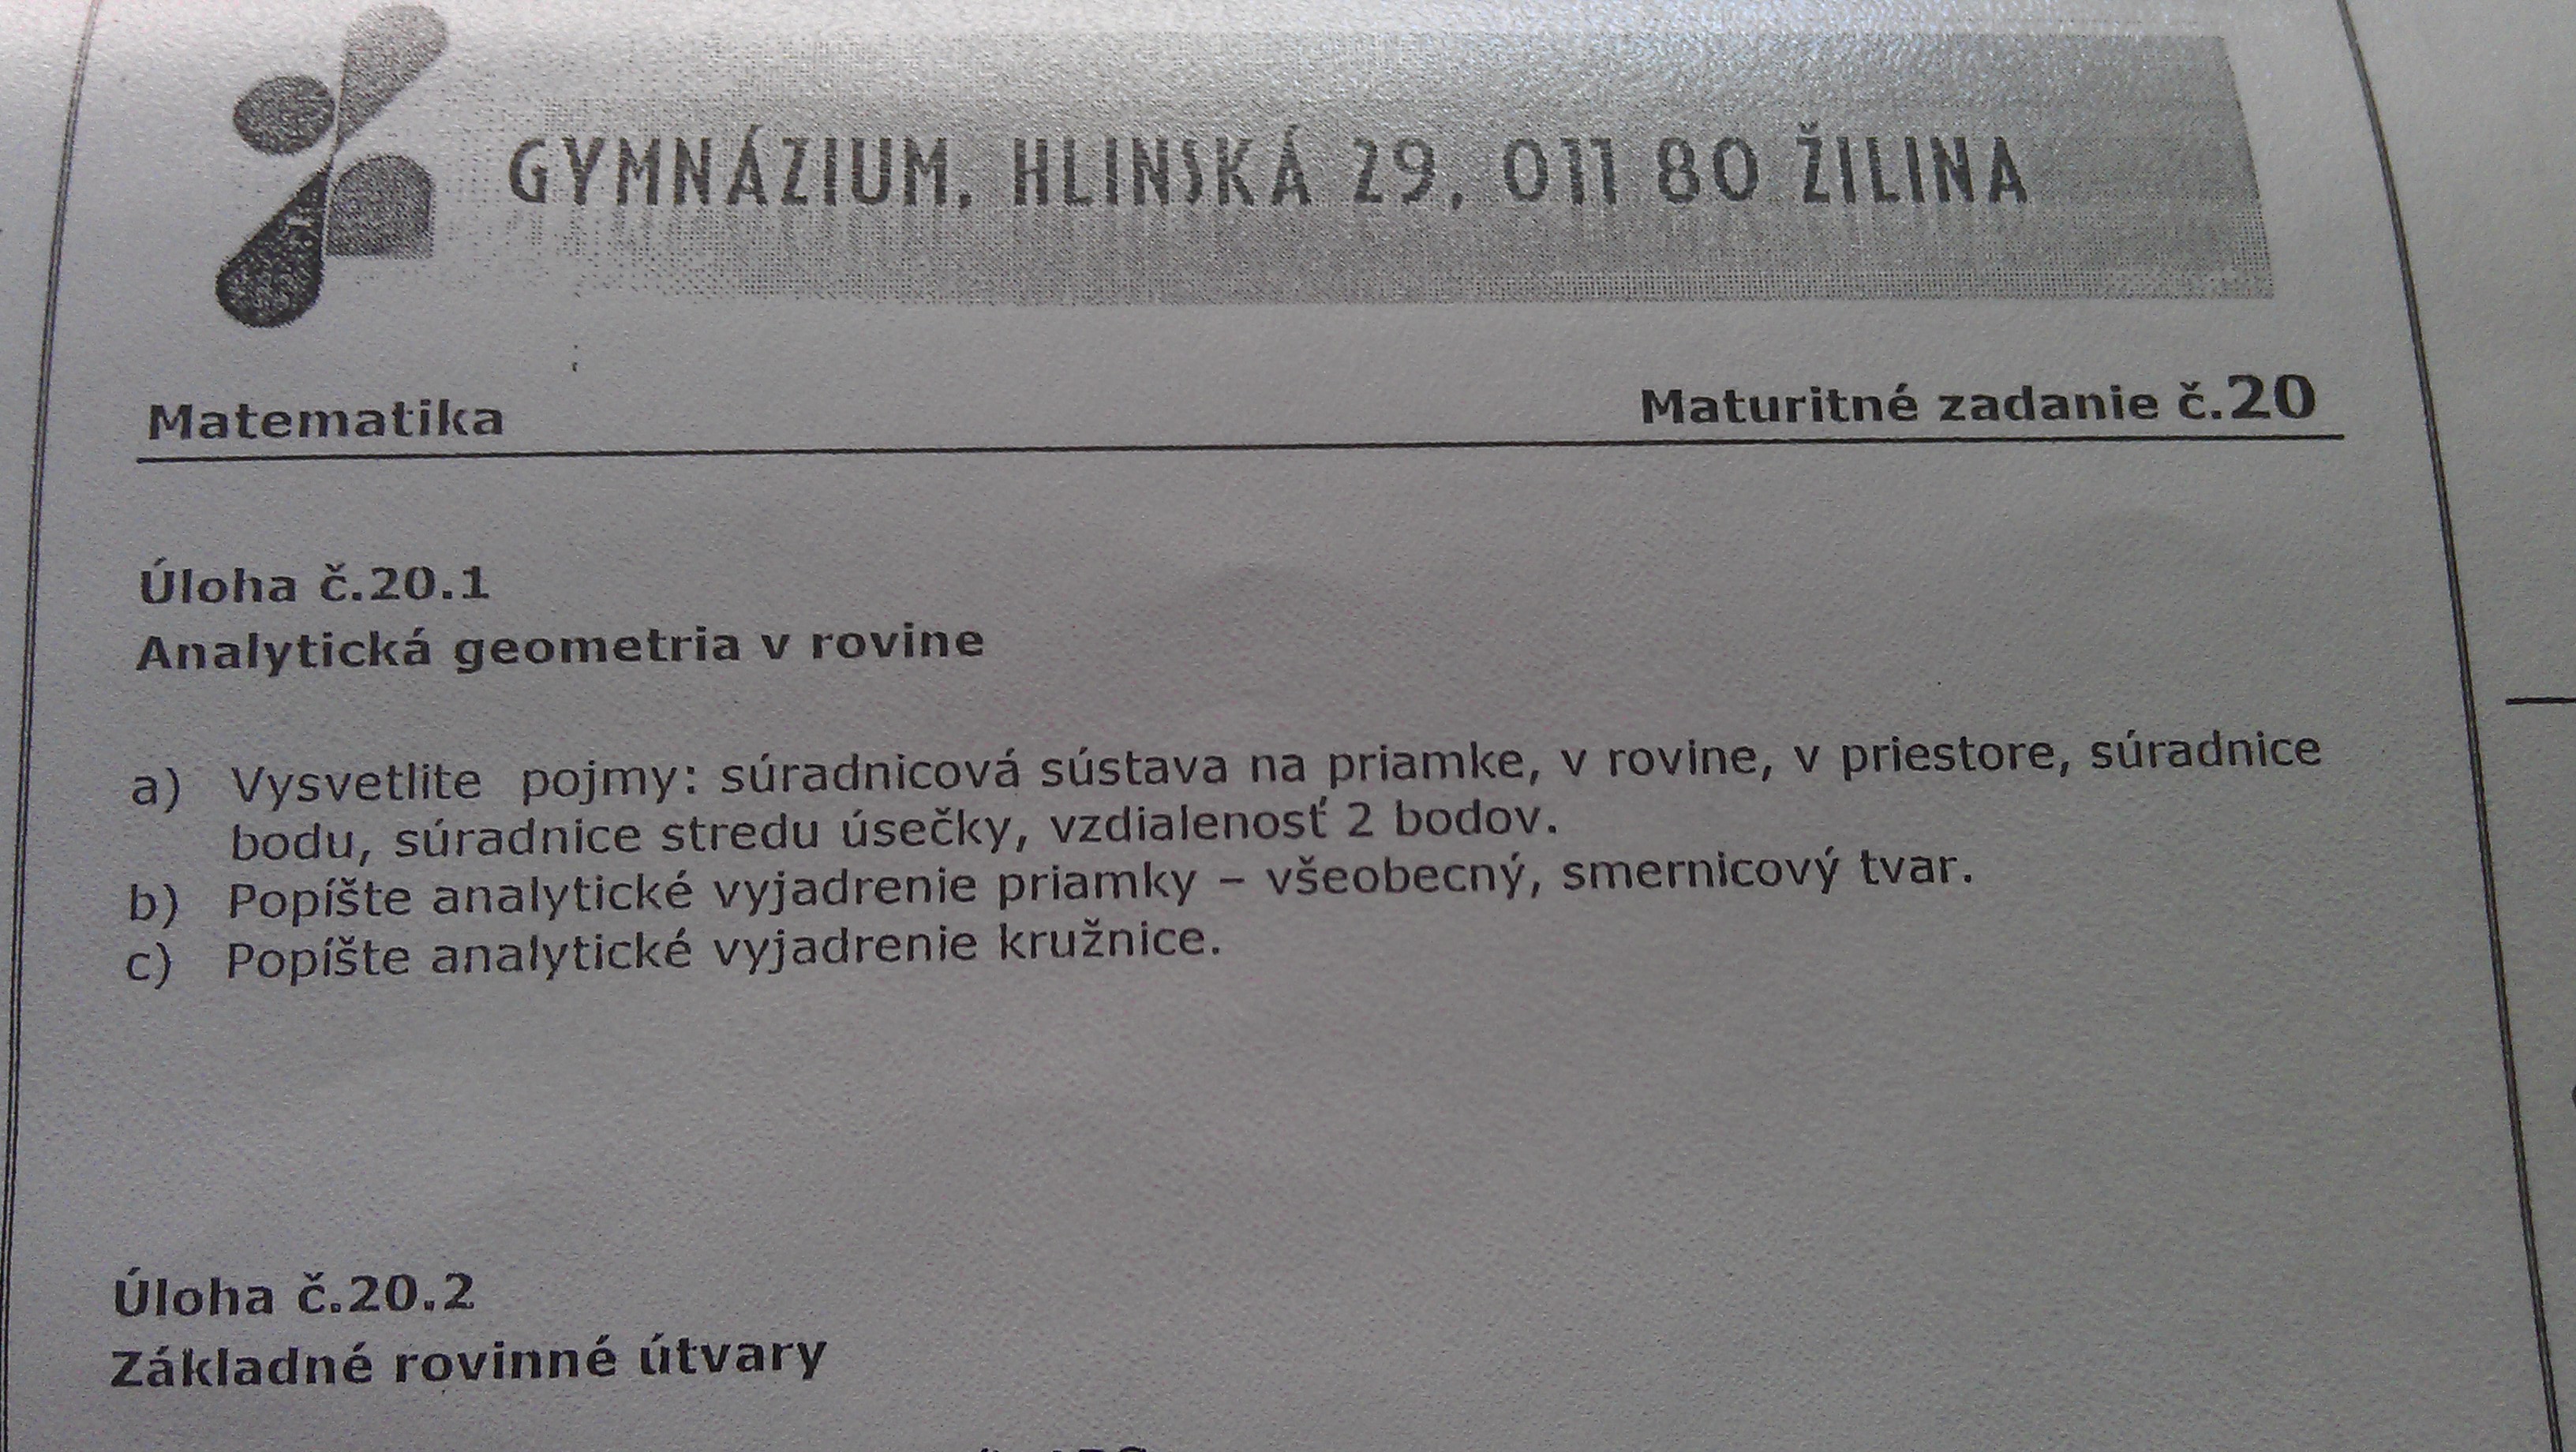 GYMNÁZIUM, HLINSKÁ 29, 011 80 ŽILINA
Matematika
Maturitné zadanie č.20
Úloha č.20.1
Analytická geometria v rovine
a) Vysvetlite pojmy: súradnicová sústava na priamke, v rovine, v priestore, súradnice
bodu, súradnice stredu úsečky, vzdialenosť 2 bodov.
b) Popíšte analytické vyjadrenie priamky – všeobecný, smernicový tvar.
c) Popíšte analytické vyjadrenie kružnice.
Úloha č.20.2
Základné rovinné útvary